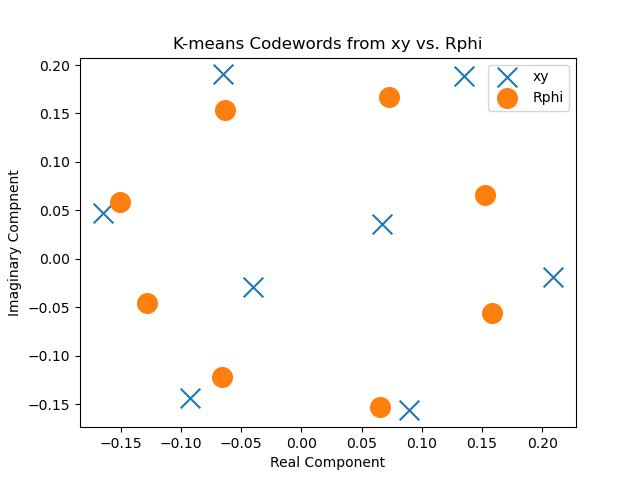 K-means Codewords from xy vs. Rphi
xy
Rphi
0.20
0.15
0.10
0.05
0.00
−0.05
−0.10
−0.15
Imaginary Compnent
−0.15 −0.10 −0.05 0.00 0.05 0.10 0.15 0.20
Real Component